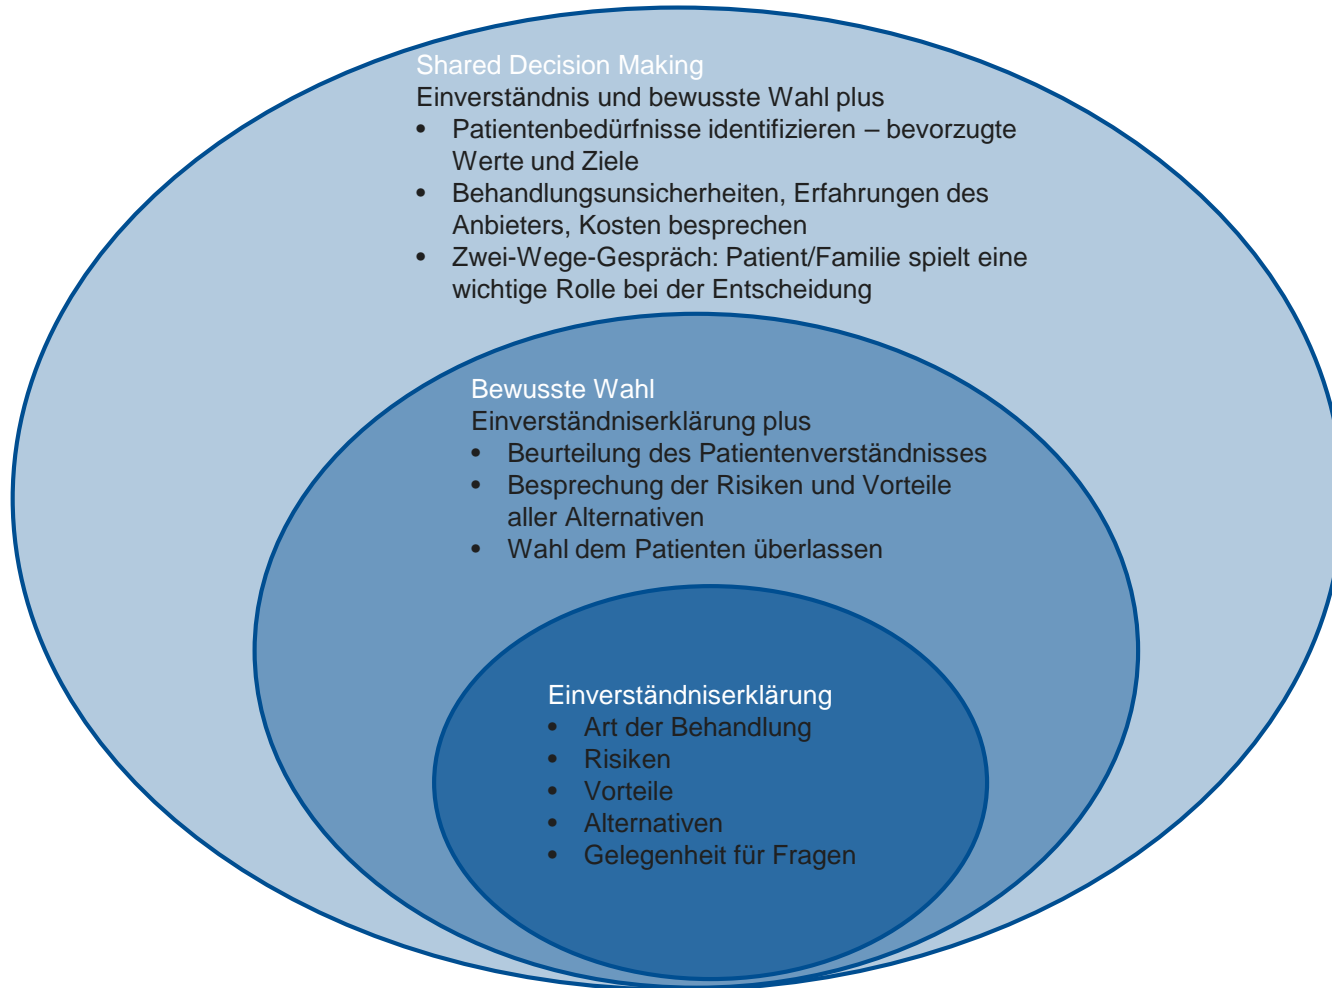 Shared Decision Making
Einverständnis und bewusste Wahl plus
• Patientenbedürfnisse identifizieren – bevorzugte
Werte und Ziele
• Behandlungsunsicherheiten, Erfahrungen des
Anbieters, Kosten besprechen
• Zwei-Wege-Gespräch: Patient/Familie spielt eine
wichtige Rolle bei der Entscheidung
Bewusste Wahl
Einverständniserklärung plus
• Beurteilung des Patientenverständnisses
• Besprechung der Risiken und Vorteile
aller Alternativen
• Wahl dem Patienten überlassen
Einverständniserklärung
• Art der Behandlung
• Risiken
• Vorteile
• Alternativen
• Gelegenheit für Fragen